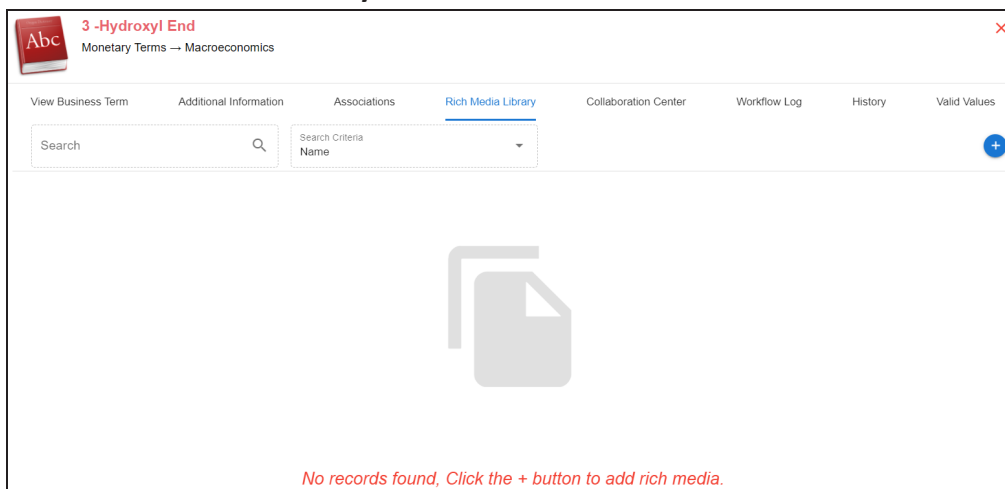 Abc
3 -Hydroxyl End
Monetary Terms → Macroeconomics
View Business Term Additional Information Associations Rich Media Library Collaboration Center Workflow Log History Valid Values
Search
Search Criteria
Name
No records found, Click the + button to add rich media.